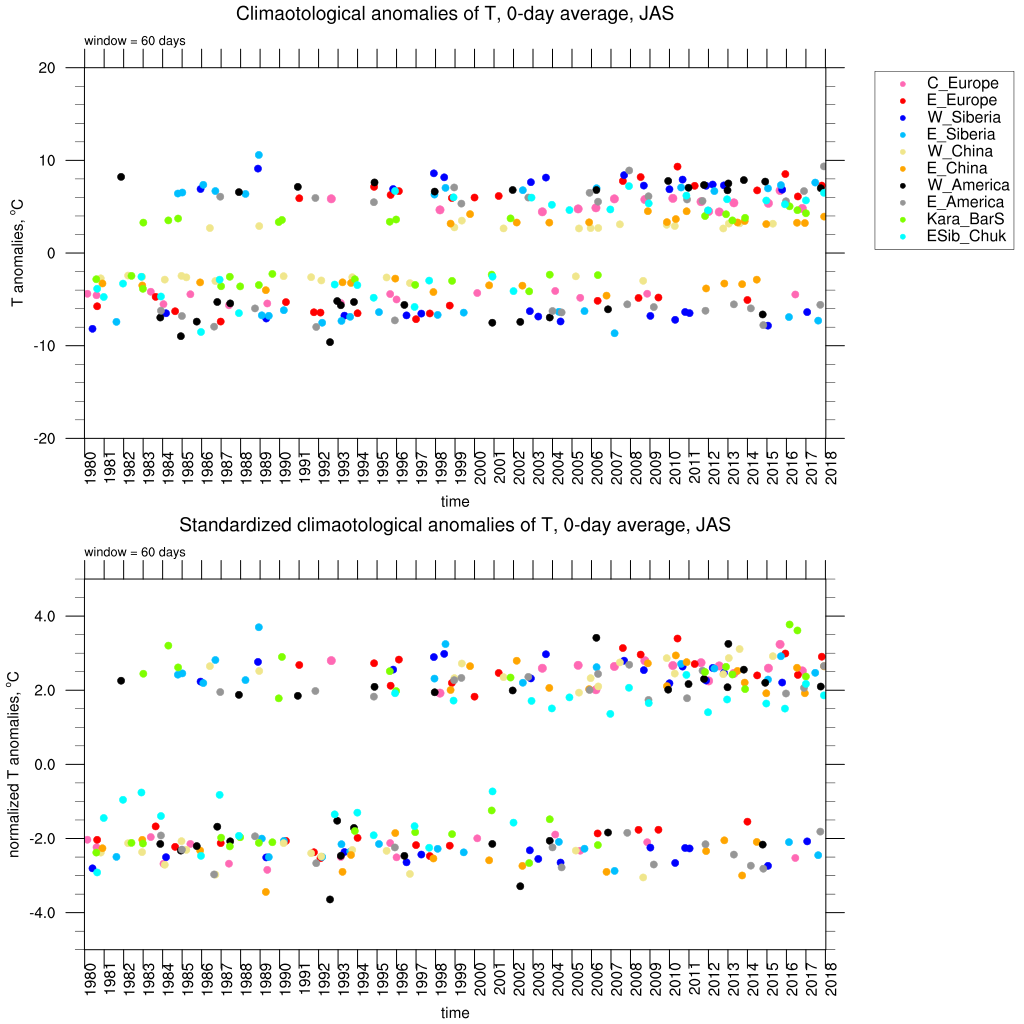 Climaotological anomalies of T, 0-day average, JAS
window = 60 days
20
10
0
-10
-20
T anomalies, °C
1980 1981 1982 1983 1984 1985 1986 1987 1988 1989 1990 1991 1992 1993 1994 1995 1996 1997 1998 1999 2000 2001 2002 2003 2004 2005 2006 2007 2008 2009 2010 2011 2012 2013 2014 2015 2016 2017 2018
time
C_Europe
E_Europe
W_Siberia
E_Siberia
W_China
E_China
W_America
E_America
Kara_BarS
ESib_Chuk
Standardized climaotological anomalies of T, 0-day average, JAS
window = 60 days
4.0
2.0
0.0
-2.0
-4.0
normalized T anomalies, °C
1980 1981 1982 1983 1984 1985 1986 1987 1988 1989 1990 1991 1992 1993 1994 1995 1996 1997 1998 1999 2000 2001 2002 2003 2004 2005 2006 2007 2008 2009 2010 2011 2012 2013 2014 2015 2016 2017 2018
time